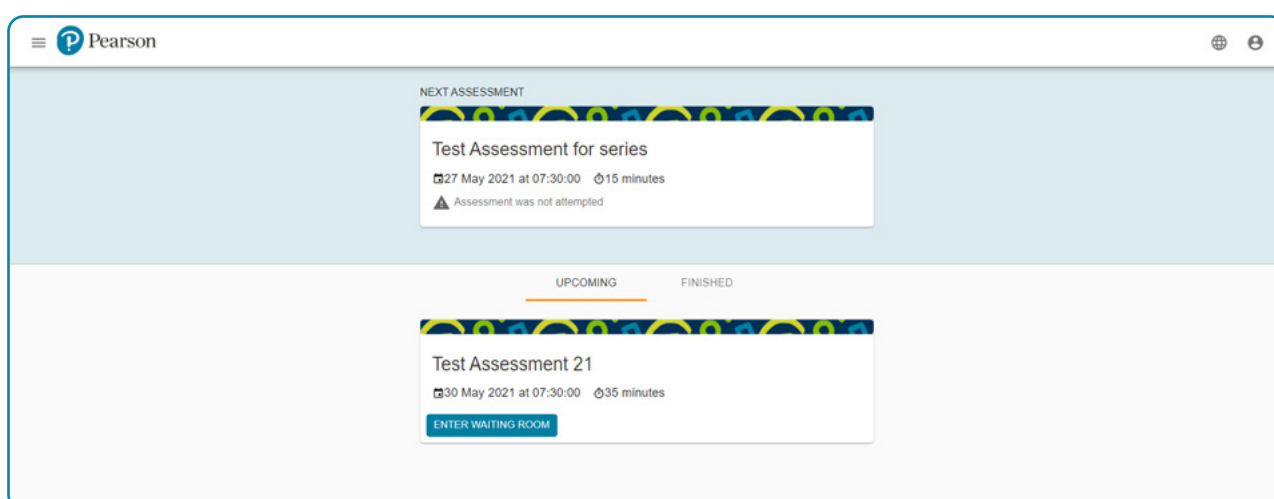 Pearson
NEXT ASSESSMENT
Test Assessment for series
27 May 2021 at 07:30:00 15 minutes
Assessment was not attempted
UPCOMING FINISHED
Test Assessment 21
30 May 2021 at 07:30:00 35 minutes
ENTER WAITING ROOM